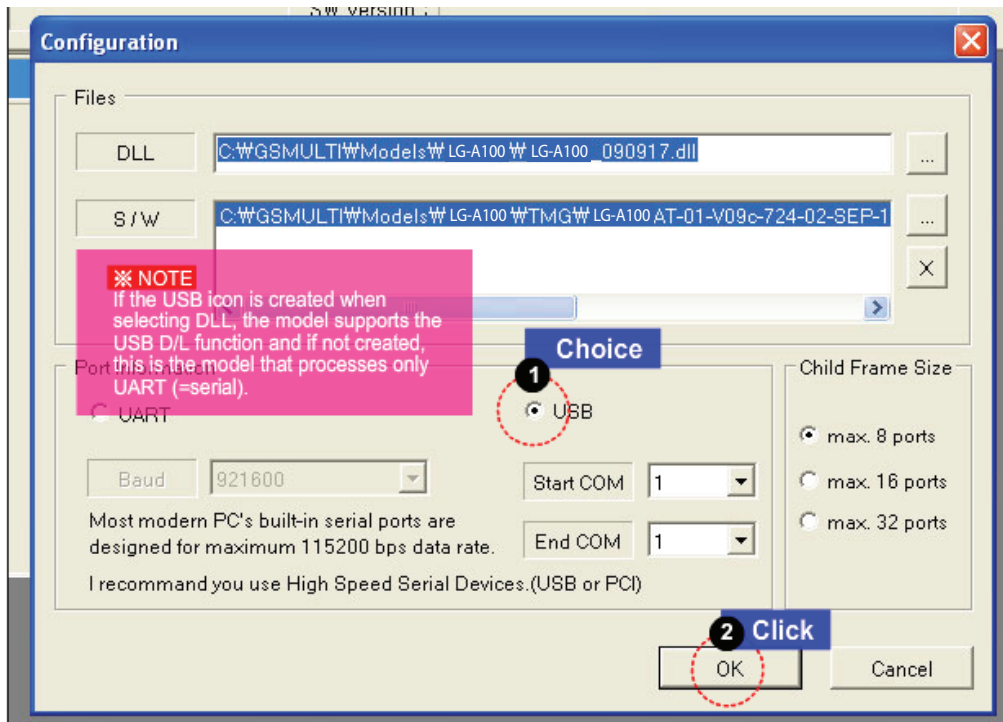 SW version :
Configuration
Files
DLL
C:₩GSMULTI₩Models₩ LG-A100 ₩ LG-A100 _090917.dll
...
S / W
C:₩GSMULTI₩Models₩ LG-A100 ₩TMG₩ LG-A100 AT-01-V09c-724-02-SEP-1
...
X
※ NOTE
If the USB icon is created when
selecting DLL, the model supports the
USB D/L function and if not created,
this is the model that processes only
UART (=serial).
Port Information
Choice
1
UART
USB
Baud
921600
Start COM
1
Most modern PC's built-in serial ports are
designed for maximum 115200 bps data rate.
End COM
1
I recommand you use High Speed Serial Devices.(USB or PCI)
Child Frame Size
max. 8 ports
max. 16 ports
max. 32 ports
2 Click
OK
Cancel